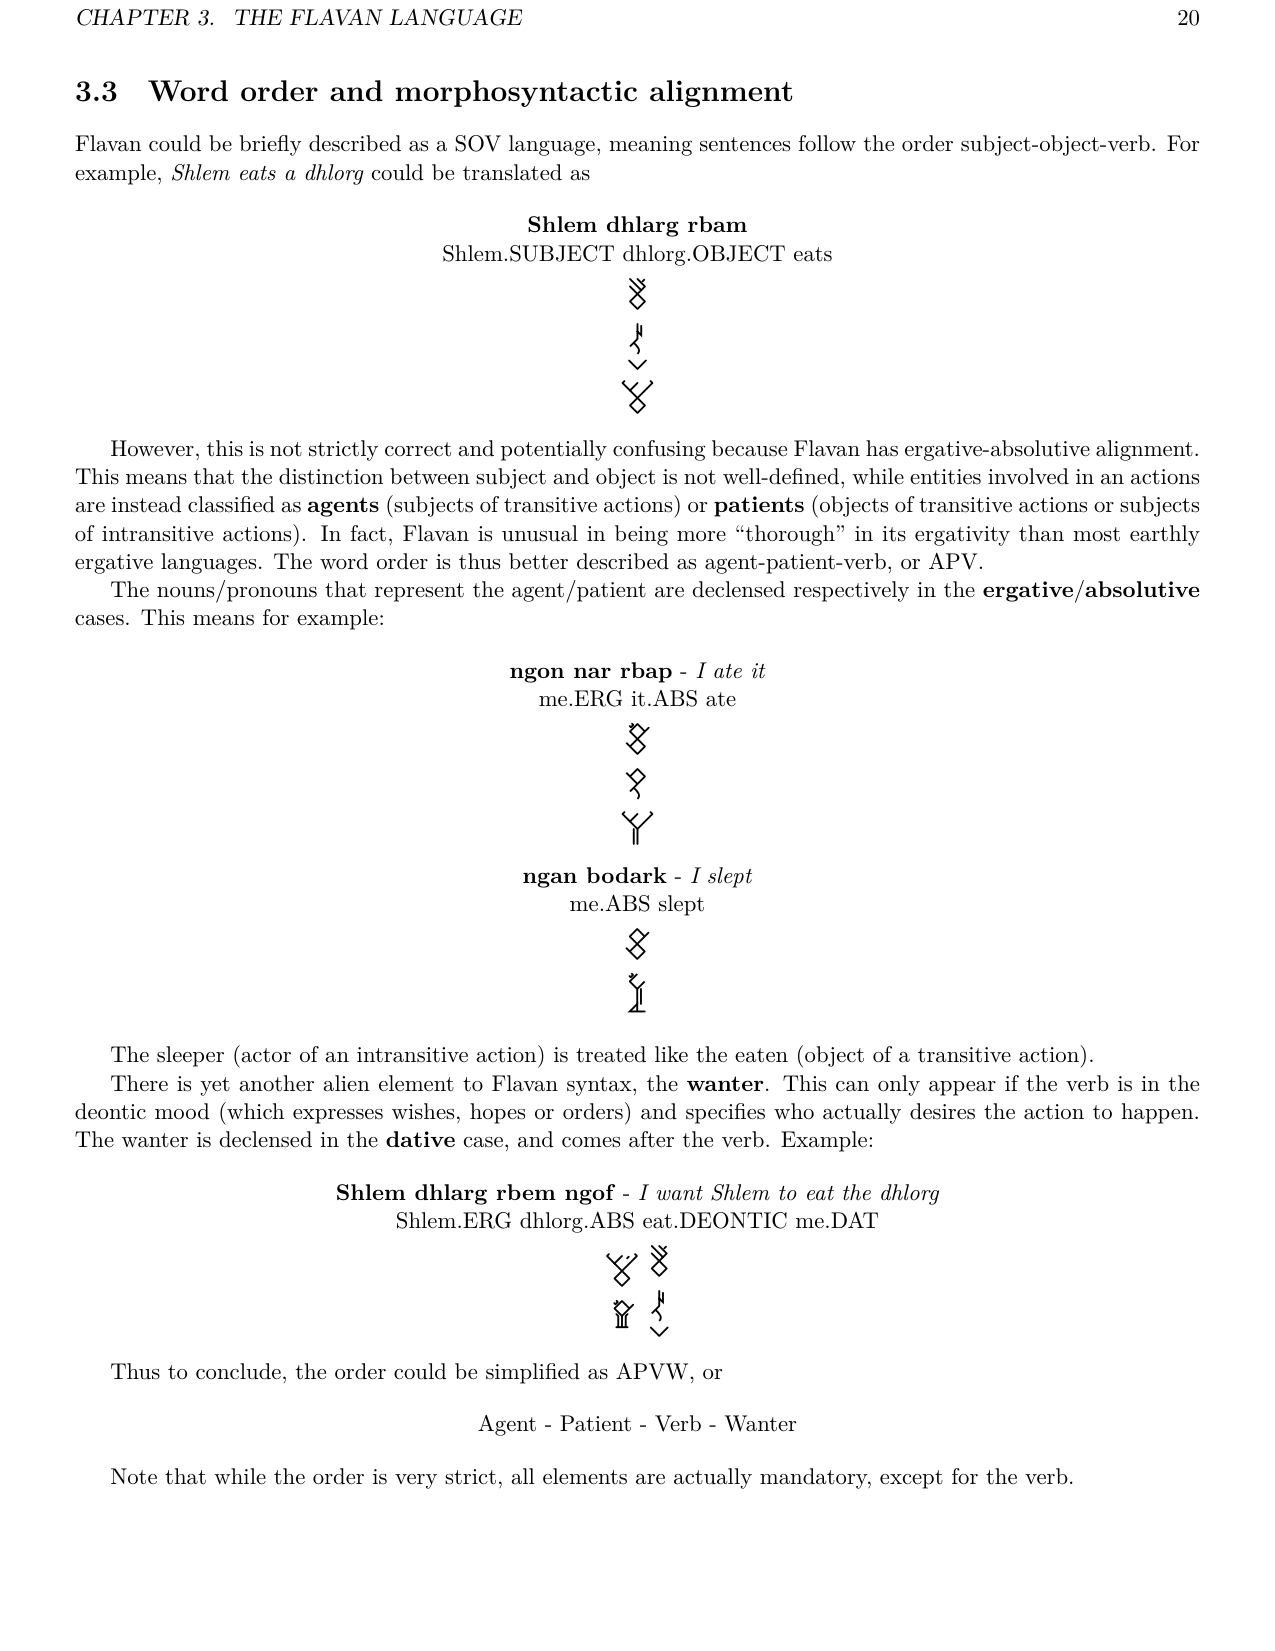 CHAPTER 3. THE FLAVAN LANGUAGE 20
3.3 Word order and morphosyntactic alignment
Flavan could be briefly described as a SOV language, meaning sentences follow the order subject-object-verb. For
example, Shlem eats a dhlorg could be translated as
Shlem dhlarg rbam
Shlem.SUBJECT dhlorg.OBJECT eats
However, this is not strictly correct and potentially confusing because Flavan has ergative-absolutive alignment.
This means that the distinction between subject and object is not well-defined, while entities involved in an actions
are instead classified as agents (subjects of transitive actions) or patients (objects of transitive actions or subjects
of intransitive actions). In fact, Flavan is unusual in being more “thorough” in its ergativity than most earthly
ergative languages. The word order is thus better described as agent-patient-verb, or APV.
The nouns/pronouns that represent the agent/patient are declensed respectively in the ergative/absolutive
cases. This means for example:
ngon nar rbap - I ate it
me.ERG it.ABS ate
ngan bodark - I slept
me.ABS slept
The sleeper (actor of an intransitive action) is treated like the eaten (object of a transitive action).
There is yet another alien element to Flavan syntax, the wanter. This can only appear if the verb is in the
deontic mood (which expresses wishes, hopes or orders) and specifies who actually desires the action to happen.
The wanter is declensed in the dative case, and comes after the verb. Example:
Shlem dhlarg rbem ngof - I want Shlem to eat the dhlorg
Shlem.ERG dhlorg.ABS eat.DEONTIC me.DAT
Thus to conclude, the order could be simplified as APVW, or
Agent - Patient - Verb - Wanter
Note that while the order is very strict, all elements are actually mandatory, except for the verb.